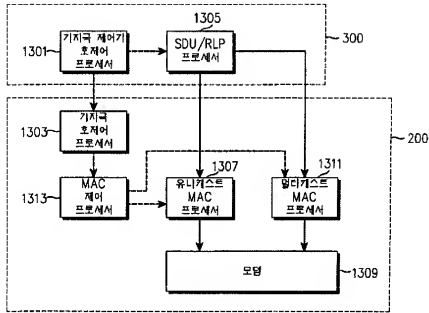 1305
기지국 제어기
호제어
프로세서
1301
SDU/RLP
프로세서
300
기지국
호제어
프로세서
1303
200
1307
1311
MAC
제어
프로세서
1313
유니캐스트
MAC
프로세서
멀티캐스트
MAC
프로세서
모뎀
1309